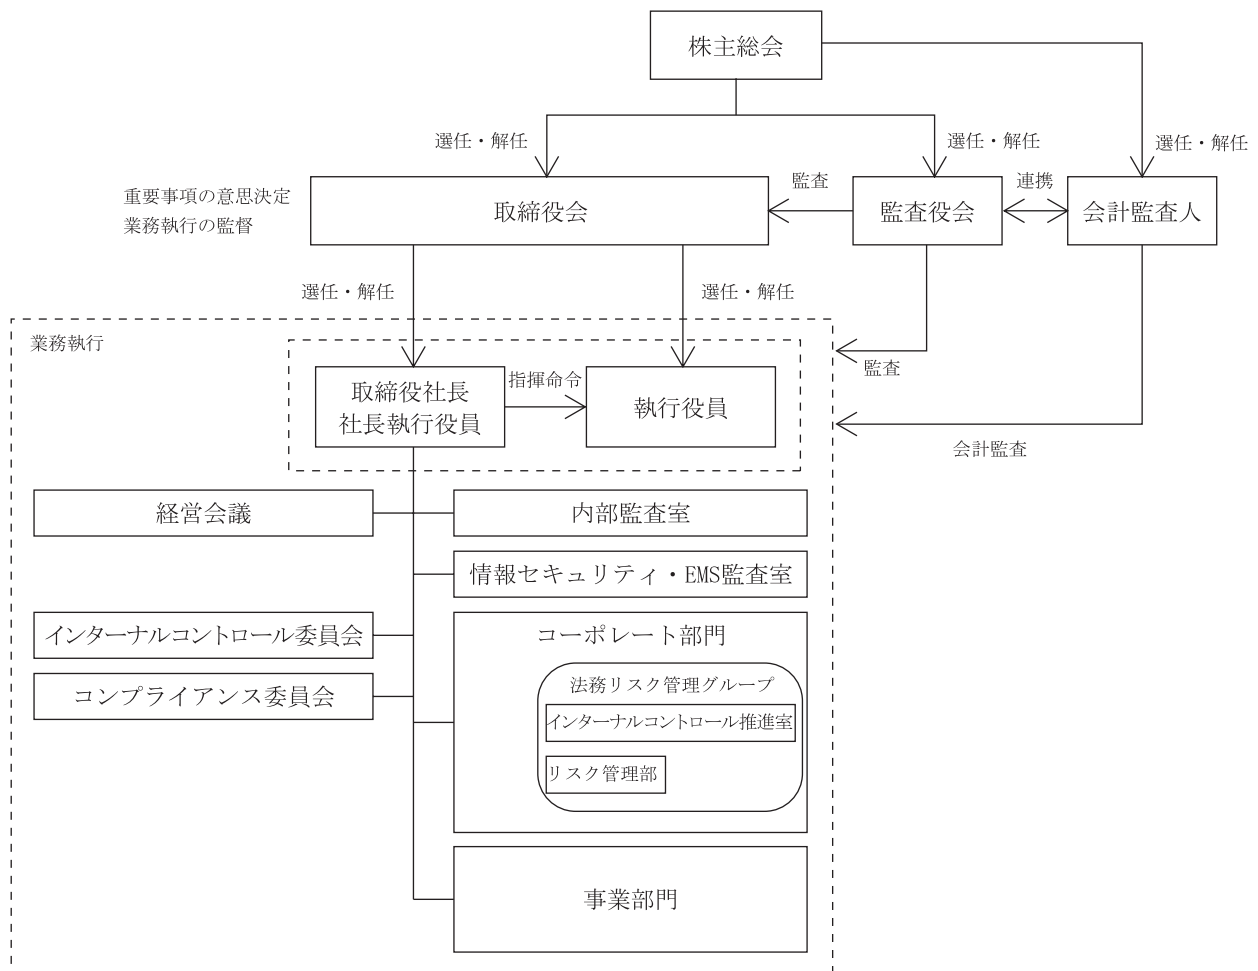 株主総会
選任・解任
選任・解任
選任・解任
重要事項の意思決定
業務執行の監督
取締役会
監査
監査役会
連携
会計監査人
選任・解任
選任・解任
業務執行
監査
取締役社長
社長執行役員
指揮命令
執行役員
会計監査
経営会議
内部監査室
情報セキュリティ・EMS監査室
インターナルコントロール委員会
コーポレート部門
コンプライアンス委員会
法務リスク管理グループ
インターナルコントロール推進室
リスク管理部
事業部門